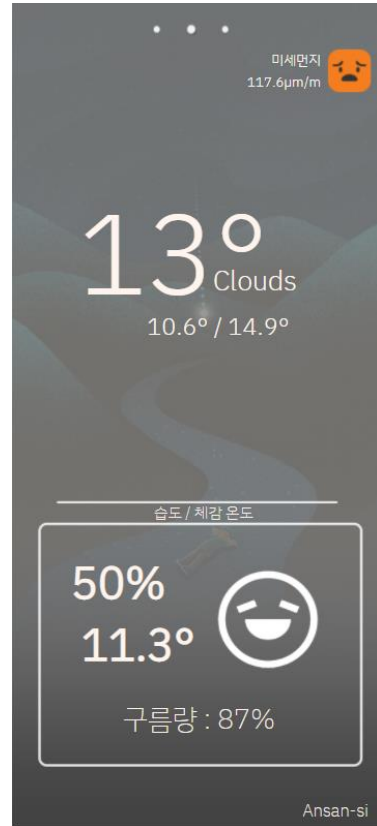 미세먼지
117.6µm/m
13°
Clouds
10.6° / 14.9°
습도 / 체감 온도
50%
11.3°
구름량 : 87%
Ansan-si